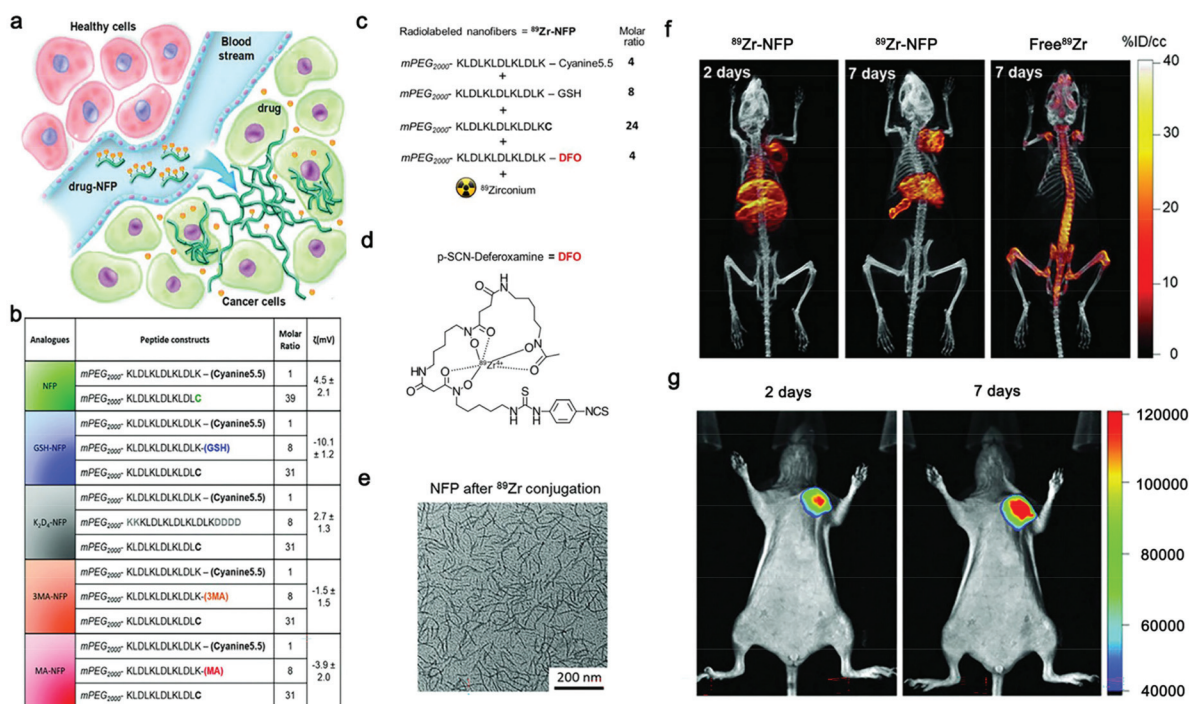 a
Healthy cells
Blood
stream
drug
drug-NFP
Cancer cells
b
Analogues Peptide constructs Molar Ratio ζ(mV)
NFP
mPEG2000- KLDLKLDLKLDLK – (Cyanine5.5) 1
mPEG2000- KLDLKLDLKLDLC 39
4.5 ± 2.1
GSH-NFP
mPEG2000- KLDLKLDLKLDLK – (Cyanine5.5) 1
mPEG2000- KLDLKLDLKLDLK-(GSH) 8
mPEG2000- KLDLKLDLKLDLC 31
-10.1 ± 1.2
K2D4-NFP
mPEG2000- KLDLKLDLKLDLK – (Cyanine5.5) 1
mPEG2000- KKKLDLKLDLKLDLKDDDD 8
mPEG2000- KLDLKLDLKLDLC 31
2.7 ± 1.3
3MA-NFP
mPEG2000- KLDLKLDLKLDLK – (Cyanine5.5) 1
mPEG2000- KLDLKLDLKLDLK-(3MA) 8
mPEG2000- KLDLKLDLKLDLC 31
-1.5 ± 1.5
MA-NFP
mPEG2000- KLDLKLDLKLDLK – (Cyanine5.5) 1
mPEG2000- KLDLKLDLKLDLK-(MA) 8
mPEG2000- KLDLKLDLKLDLC 31
-3.9 ± 2.0
c
Radiolabeled nanofibers = 89Zr-NFP
Molar
ratio
mPEG2000- KLDLKLDLKLDLK – Cyanine5.5 4
+
mPEG2000- KLDLKLDLKLDLK – GSH 8
+
mPEG2000- KLDLKLDLKLDLKC 24
+
mPEG2000- KLDLKLDLKLDLK – DFO 4
+
89Zirconium
d
p-SCN-Deferoxamine = DFO
H
N
O
O
N
O
O
N
O
89Zr4+
O
HN
O
O
O
N
S
N
H
N
H
NCS
e
NFP after 89Zr conjugation
200 nm
f
89Zr-NFP 89Zr-NFP Free89Zr %ID/cc
2 days
7 days
7 days
40
30
20
10
0
g
2 days 7 days
120000
100000
80000
60000
40000